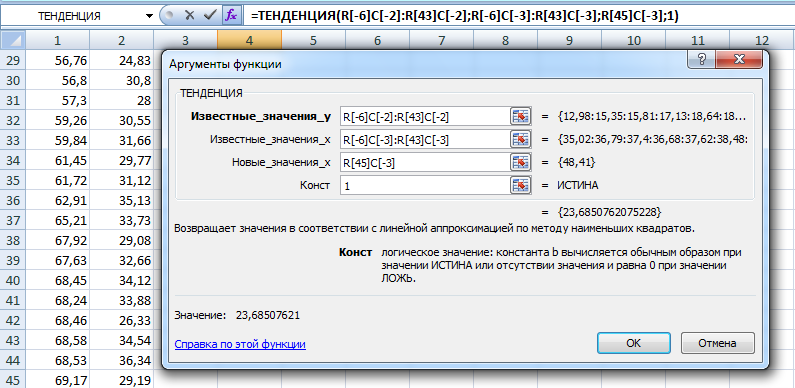 ТЕНДЕНЦИЯ =ТЕНДЕНЦИЯ(R[-6]C[-2]:R[43]C[-2];R[-6]C[-3]:R[43]C[-3];R[45]C[-3];1)
1 2 3 4 5 6 7 8 9 10 11 12
29 56,76 24,83
30 56,8 30,8
31 57,3 28
32 59,26 30,55
33 59,84 31,66
34 61,45 29,77
35 61,72 31,12
36 62,91 35,13
37 65,21 33,73
38 67,92 29,08
39 67,63 32,66
40 68,45 34,12
41 68,24 33,88
42 68,46 26,33
43 68,58 34,54
44 68,53 36,34
45 69,17 29,19
Аргументы функции
ТЕНДЕНЦИЯ
Известные_значения_y R[-6]C[-2]:R[43]C[-2] = {12,98:15,35:15,81:17,13:18,64:18...
Известные_значения_x R[-6]C[-3]:R[43]C[-3] = {35,02:36,79:37,4:36,68:37,62:38,48:
Новые_значения_x R[45]C[-3] = {48,41}
Конст 1 = ИСТИНА
= {23,6850762075228}
Возвращает значения в соответствии с линейной аппроксимацией по методу наименьших квадратов.
Конст логическое значение: константа b вычисляется обычным образом при
значении ИСТИНА или отсутствии значения и равна 0 при значении
ЛОЖЬ.
Значение: 23,68507621
Справка по этой функции
ОК
Отмена